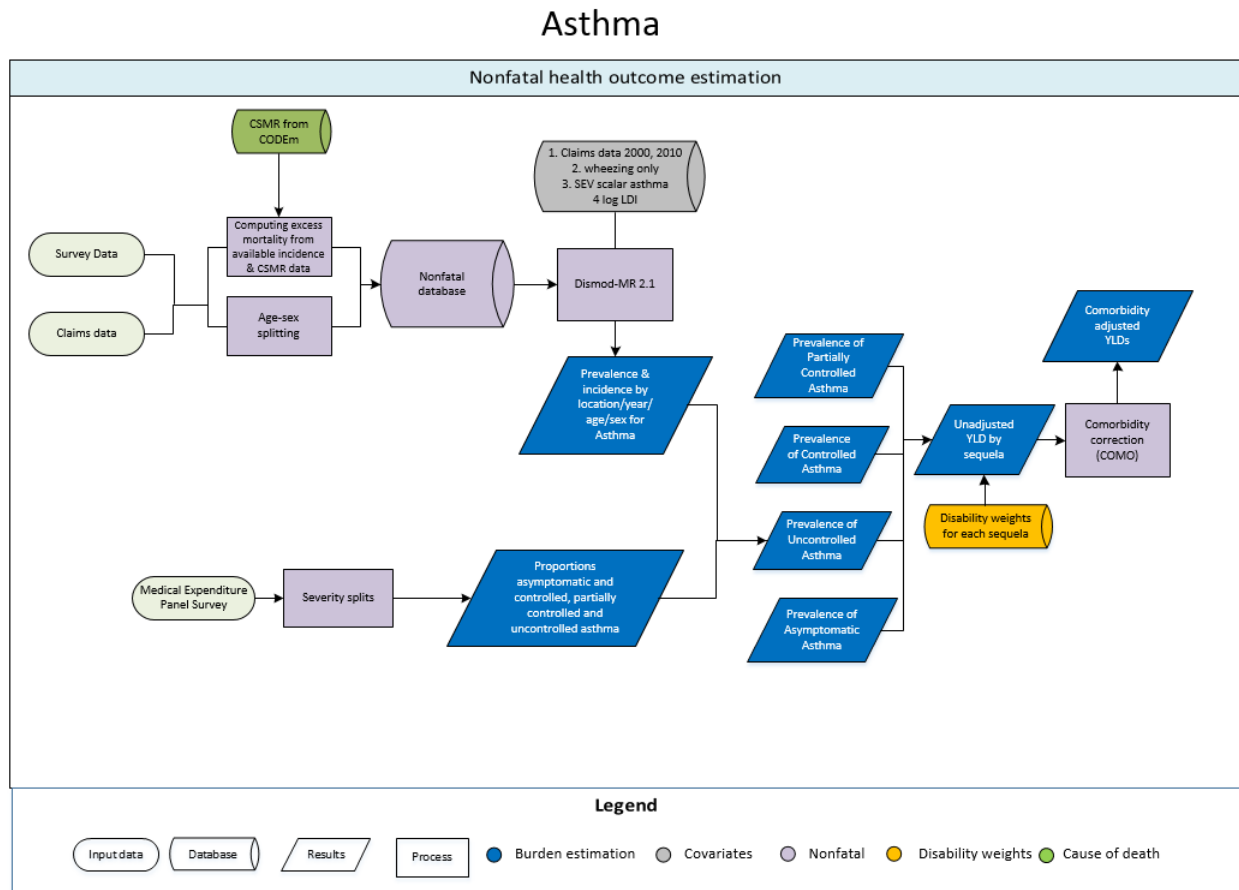 Asthma
Nonfatal health outcome estimation
CSMR from
CODEm
1. Claims data 2000, 2010
2. wheezing only
3. SEV scalar asthma
4 log LDI
Survey Data
Claims data
Computing excess
mortality from
available incidence
& CSMR data
Age-sex
splitting
Nonfatal
database
Dismod-MR 2.1
Prevalence &
incidence by
location/year/
age/sex for
Asthma
Prevalence of
Partially
Controlled
Asthma
Prevalence
of Controlled
Asthma
Prevalence of
Uncontrolled
Asthma
Prevalence of
Asymptomatic
Asthma
Unadjusted
YLD by
sequela
Disability weights
for each sequela
Comorbidity
adjusted
YLDs
Comorbidity
correction
(COMO)
Medical Expenditure
Panel Survey
Severity splits
Proportions
asymptomatic and
controlled, partially
controlled and
uncontrolled asthma
Legend
Input data
Database
Results
Process
Burden estimation
Covariates
Nonfatal
Disability weights
Cause of death